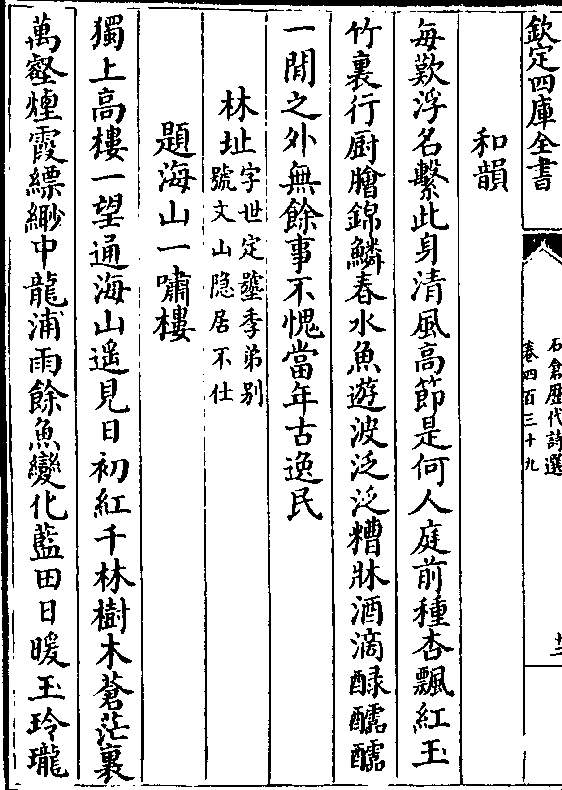 欽定四庫全書
石倉歷代詩選
卷四百三十九
和韻
每歎浮名繫此身清風高節是何人庭前種杏飄紅玉
竹裏行厨膾錦鱗春水魚遊波泛泛糟牀酒滴醁醹醹
一閒之外無餘事不愧當年古逸民
林址字世定壟季弟别
號文山隐居不仕
題海山一嘯樓
獨上高樓一望通海山遥見日初紅千林樹木蒼茫裏
萬壑煙霞縹緲中龍浦雨餘魚變化藍田日暖玉玲瓏